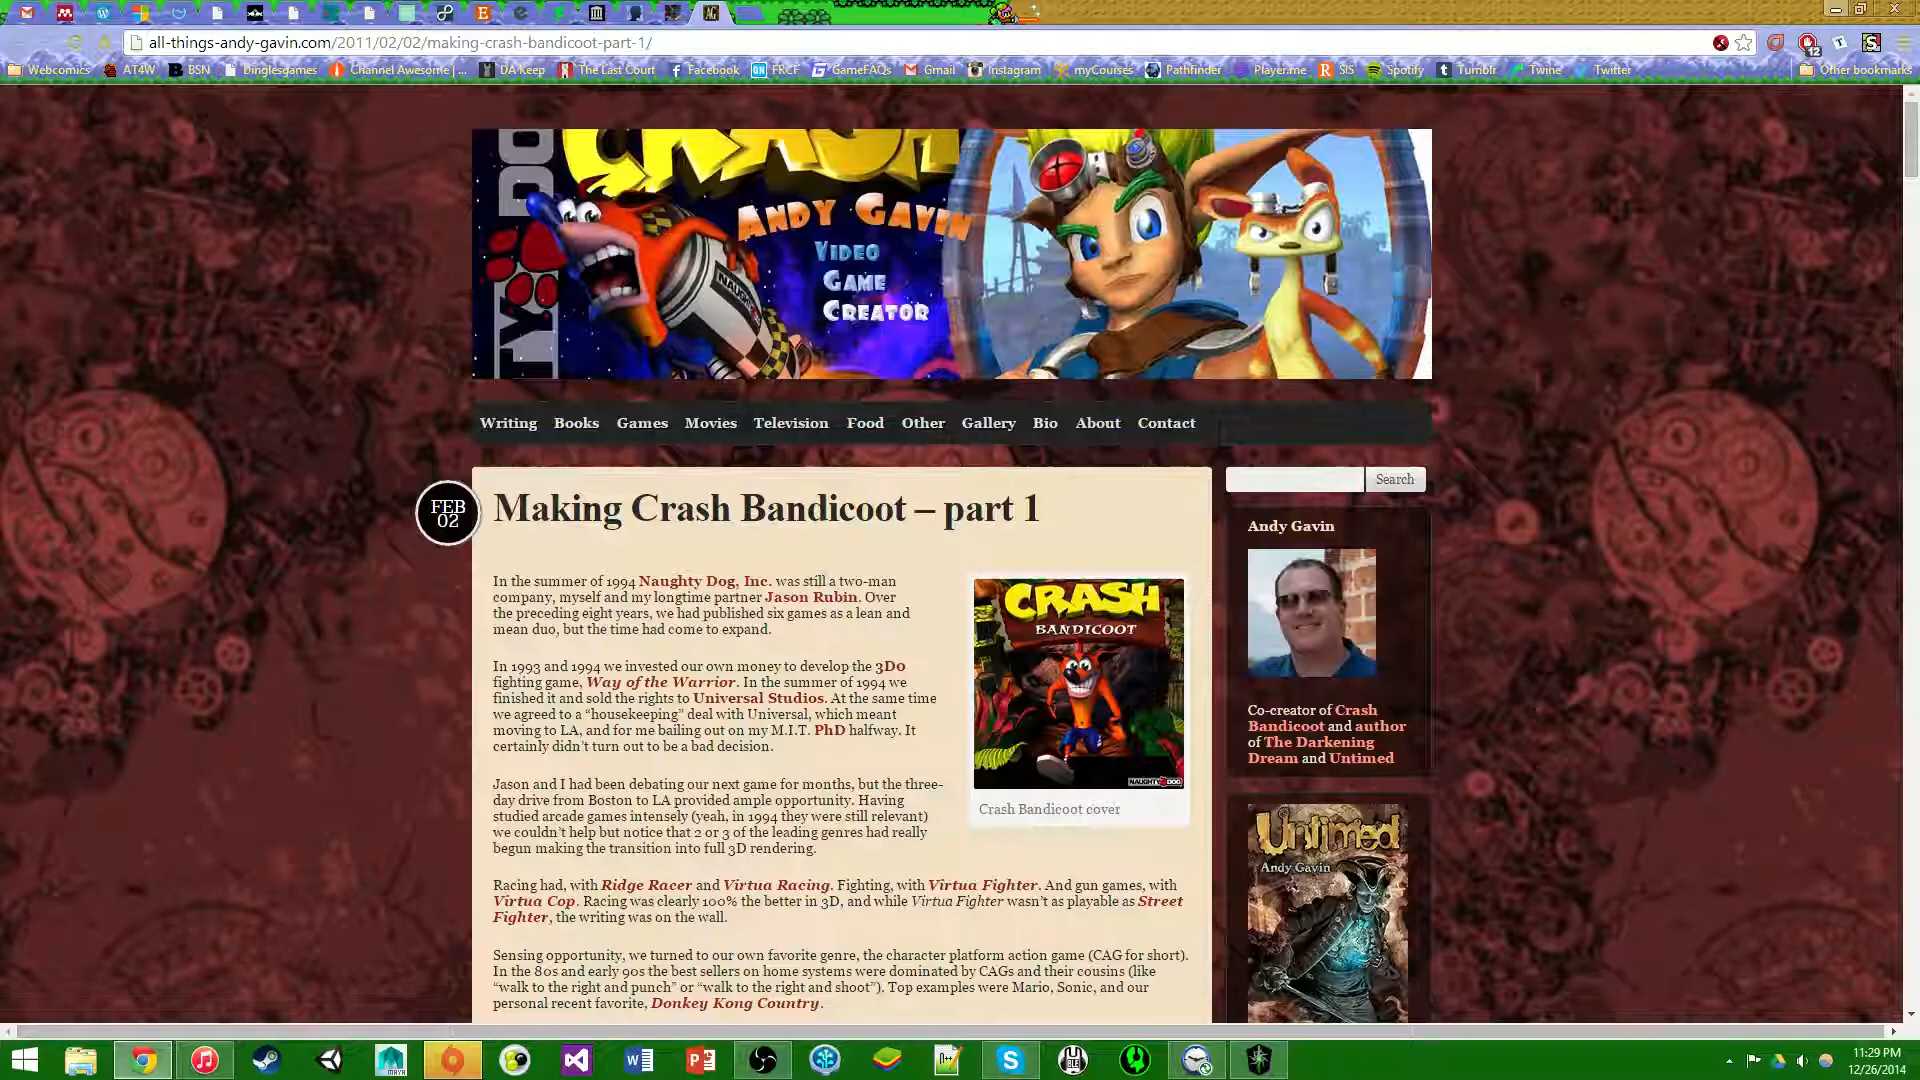 all-things-andy-gavin.com/2011/02/02/making-crash-bandicoot-part-1/
Webcomics AT4W BSN Dinglesgames Channel Awesome | ... DA Keep The Last Court Facebook FRCF GameFAQs Gmail Instagram myCourses Pathfinder Player.me SIS Spotify Tumblr Twine Twitter Other bookmarks
CRASH
ANDY GAVIN
VIDEO
GAME
CREATOR
Writing Books Games Movies Television Food Other Gallery Bio About Contact
FEB
02
Making Crash Bandicoot – part 1
In the summer of 1994 Naughty Dog, Inc. was still a two-man
company, myself and my longtime partner Jason Rubin. Over
the preceding eight years, we had published six games as a lean and
mean duo, but the time had come to expand.
In 1993 and 1994 we invested our own money to develop the 3D0
fighting game, Way of the Warrior. In the summer of 1994 we
finished it and sold the rights to Universal Studios. At the same time
we agreed to a “housekeeping” deal with Universal, which meant
moving to LA, and for me bailing out on my M.I.T. PhD halfway. It
certainly didn’t turn out to be a bad decision.
Jason and I had been debating our next game for months, but the three-
day drive from Boston to LA provided ample opportunity. Having
studied arcade games intensely (yeah, in 1994 they were still relevant)
we couldn’t help but notice that 2 or 3 of the leading genres had really
begun making the transition into full 3D rendering.
Racing had, with Ridge Racer and Virtua Racing. Fighting, with Virtua Fighter. And gun games, with
Virtua Cop. Racing was clearly 100% the better in 3D, and while Virtua Fighter wasn’t as playable as Street
Fighter, the writing was on the wall.
Sensing opportunity, we turned to our own favorite genre, the character platform action game (CAG for short).
In the 80s and early 90s the best sellers on home systems were dominated by CAGs and their cousins (like
“walk to the right and punch” or “walk to the right and shoot”). Top examples were Mario, Sonic, and our
personal recent favorite, Donkey Kong Country.
CRASH
BANDICOOT
NAUGHTY DOG
Crash Bandicoot cover
Search
Andy Gavin
Co-creator of Crash
Bandicoot and author
of The Darkening
Dream and Untimed
Untimed
Andy Gavin
11:29 PM
12/26/2014